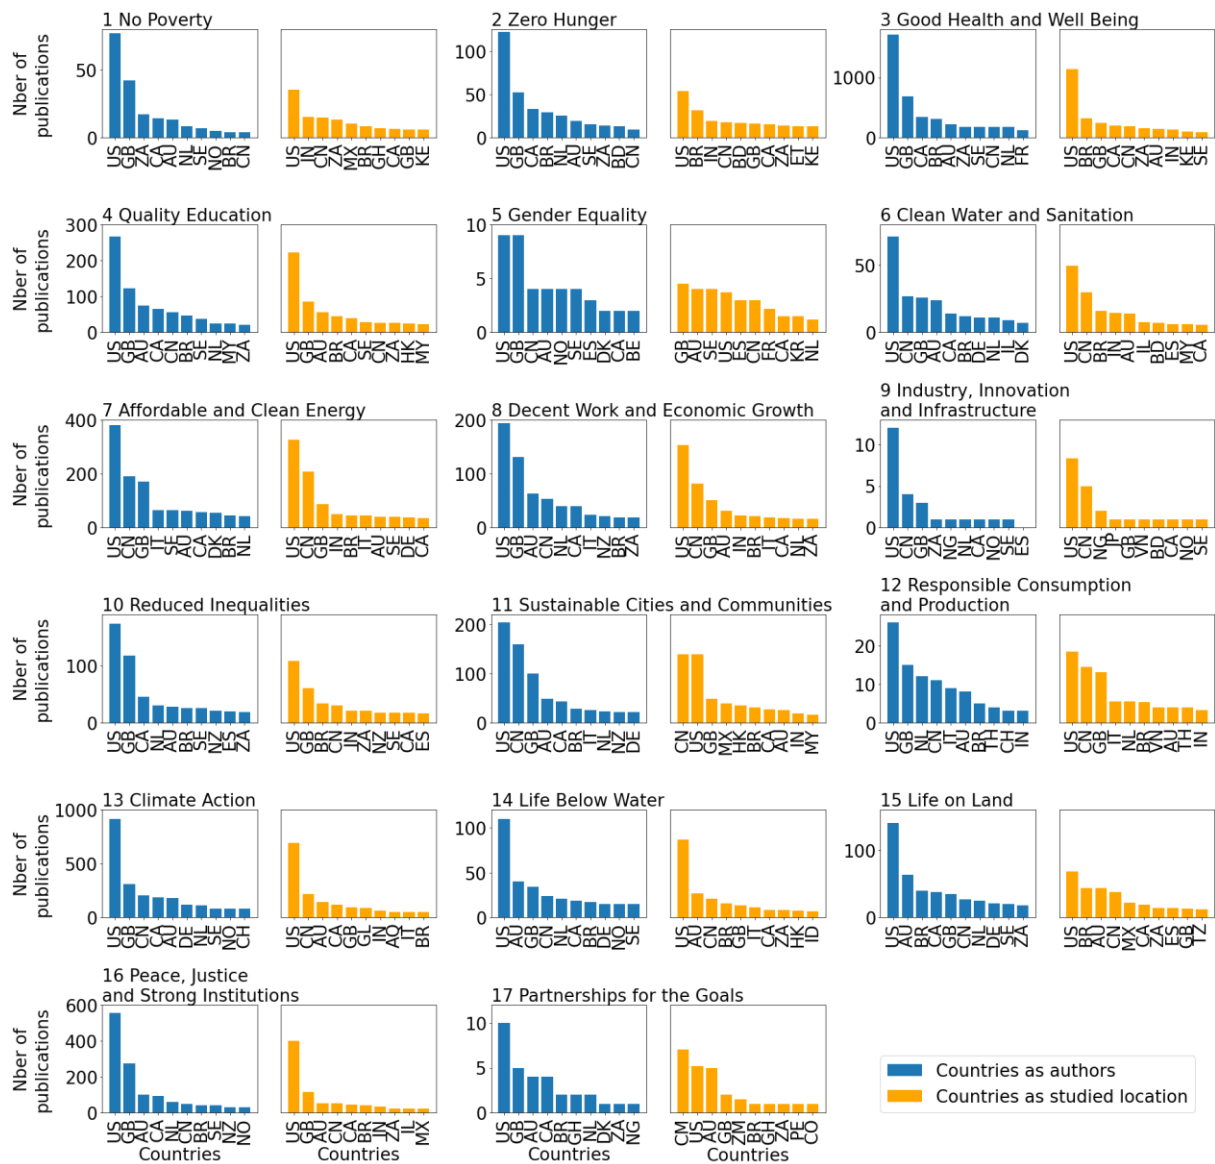 1 No Poverty
Nber of
publications
50
0
US GB ZA CA AU NL SE NO BR CN
US IN CN ZA MX BR GH CA GB KE
2 Zero Hunger
100
50
0
US GB CA BR NL AU SE ZA BD CN
US BR IN CN BD GB CA ZA ET KE
3 Good Health and Well Being
1000
0
US GB CA BR AU ZA SE CN NL FR
US BR GB CA CN ZA AU IN KE SE
4 Quality Education
Nber of
publications
300
200
100
0
US GB AU CA CN BR SE NL MY ZA
US GB AU BR CA CN ZA HK MY
5 Gender Equality
10
5
0
US GB CN AU NO SE ES DK CA BE
GB AU SE US ES CN FR CA KR NL
6 Clean Water and Sanitation
50
0
US CN GB AU CA BR DE NL IL DK
US CN BR IN AU IL BD ES MY CA
7 Affordable and Clean Energy
Nber of
publications
400
200
0
US CN GB IT SE AU CA DK BR NL
US CN GB IN BR IT AU SE DE CA
8 Decent Work and Economic Growth
200
100
0
US GB AU CN NL CA IT NZ BR ZA
US CN GB AU IN BR IT CA NL ZA
9 Industry, Innovation
and Infrastructure
10
5
0
US CN GB ZA NG NL CA NO SE ES
US CN NG JP GB VN BD CA NO SE
10 Reduced Inequalities
Nber of
publications
100
0
US GB CA NL AU BR SE NZ ES ZA
US GB BR CN IN ZA NZ SE ES
11 Sustainable Cities and Communities
200
100
0
US CN GB AU CA BR IT NL NZ DE
CN US GB MX HK BR CA AU IN MY
12 Responsible Consumption
and Production
20
10
0
US GB NL CN IT AU BR TH CH IN
US CN GB IT NL BR VN AU TH IN
13 Climate Action
Nber of
publications
1000
500
0
US GB CN CA AU DE NL SE NO CH
US CN AU CA GB GL IN AQ IT BR
14 Life Below Water
100
50
0
US AU GB CN NL CA BR DE NO SE
US AU CN BR GB IT CA ZA HK ID
15 Life on Land
100
0
US AU BR CA GB CN NL DE SE ZA
US BR AU CN MX CA ZA ES GB TZ
16 Peace, Justice
and Strong Institutions
Nber of
publications
600
400
200
0
US GB AU CA NL CN BR SE NZ NO
Countries
US GB AU CN CA BR IN ZA IL MX
Countries
17 Partnerships for the Goals
10
5
0
US GB AU CA BR GH NL DK ZA NG
Countries
CM US AU GB ZM BR GH ZA PE CO
Countries
Countries as authors
Countries as studied location